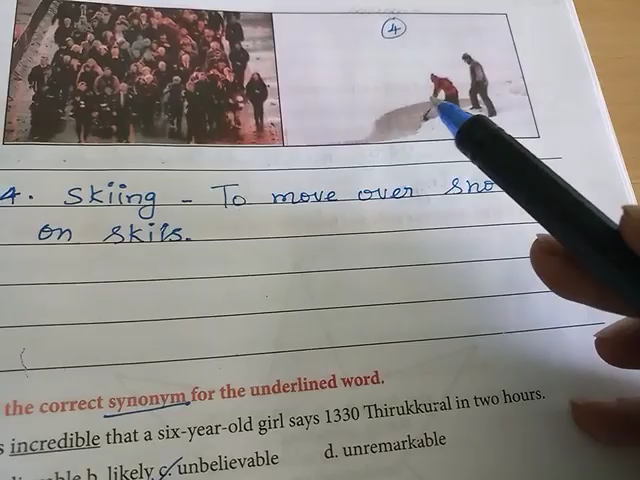 4
4. Skiing - To move over sno
on skils.
the correct synonym for the underlined word.
incredible that a six-year-old girl says 1330 Thirukkural in two hours.
b. likely c. unbelievable d. unremarkable